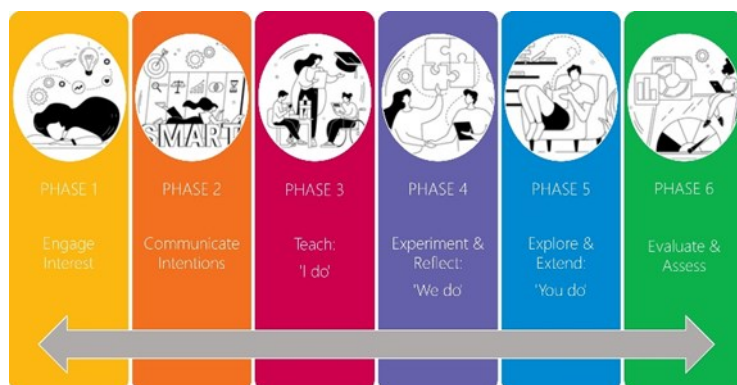 SMART
PHASE 1
Engage
Interest
PHASE 2
Communicate
Intentions
PHASE 3
Teach:
'I do'
PHASE 4
Experiment &
Reflect:
'We do'
PHASE 5
Explore &
Extend:
'You do'
PHASE 6
Evaluate &
Assess